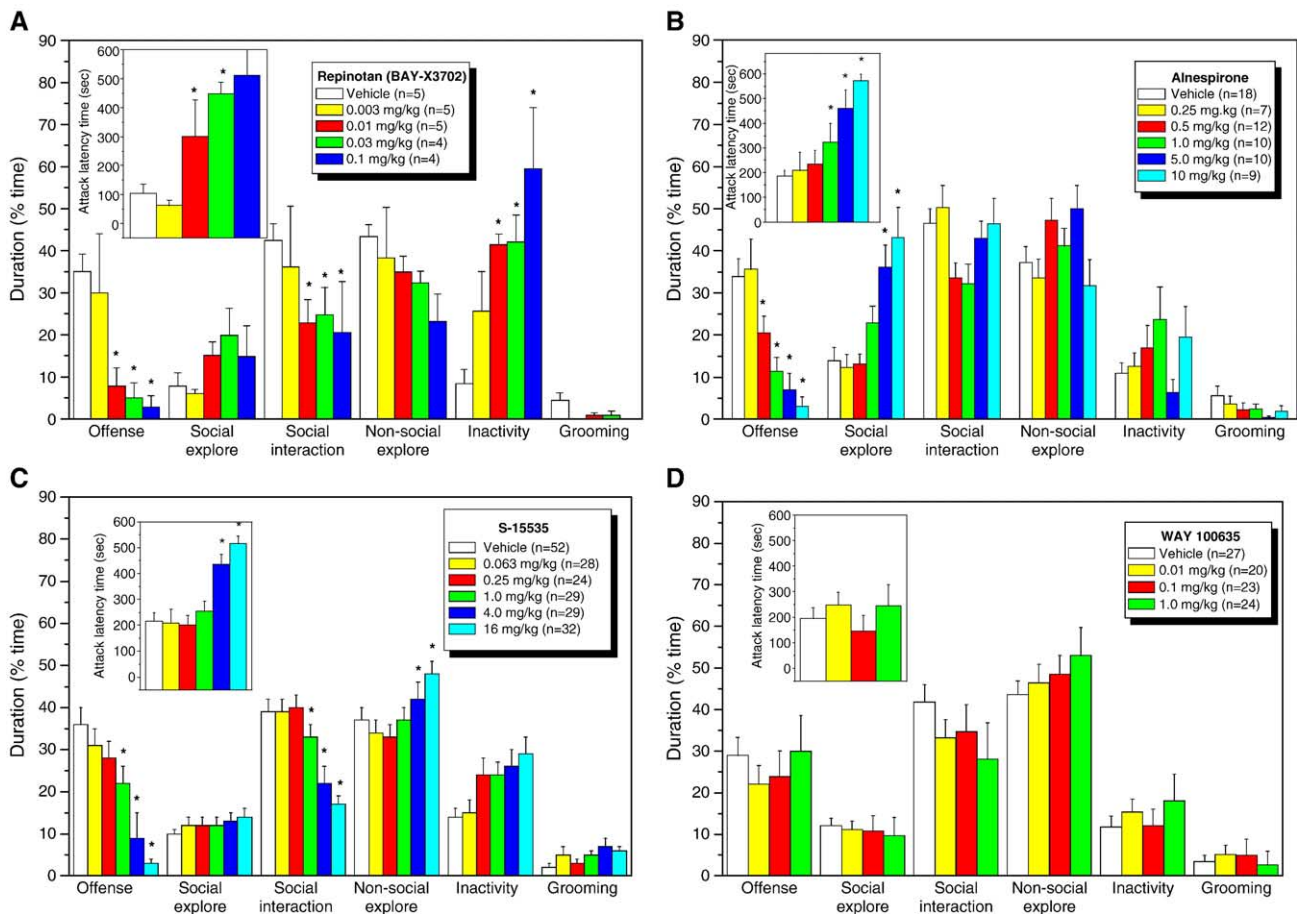 A
Duration (% time)
90
80
70
60
50
40
30
20
10
0
Attack latency time (sec)
600
500
400
300
200
100
0
* *
Repinotan (BAY-X3702)
Vehicle (n=5)
0.003 mg/kg (n=5)
0.01 mg/kg (n=5)
0.03 mg/kg (n=4)
0.1 mg/kg (n=4)
* * * * * * * * *
Offense
Social
explore
Social
interaction
Non-social
explore
Inactivity
Grooming
B
Duration (% time)
90
80
70
60
50
40
30
20
10
0
Attack latency time (sec)
600
500
400
300
200
100
0
* * *
Alnespirone
Vehicle (n=18)
0.25 mg.kg (n=7)
0.5 mg/kg (n=12)
1.0 mg/kg (n=10)
5.0 mg/kg (n=10)
10 mg/kg (n=9)
* * * * * *
Offense
Social
explore
Social
interaction
Non-social
explore
Inactivity
Grooming
C
Duration (% time)
90
80
70
60
50
40
30
20
10
0
Attack latency time (sec)
600
500
400
300
200
100
0
* *
S-15535
Vehicle (n=52)
0.063 mg/kg (n=28)
0.25 mg/kg (n=24)
1.0 mg/kg (n=29)
4.0 mg/kg (n=29)
16 mg/kg (n=32)
* * * * * * * *
Offense
Social
explore
Social
interaction
Non-social
explore
Inactivity
Grooming
D
Duration (% time)
90
80
70
60
50
40
30
20
10
0
Attack latency time (sec)
600
500
400
300
200
100
0
WAY 100635
Vehicle (n=27)
0.01 mg/kg (n=20)
0.1 mg/kg (n=23)
1.0 mg/kg (n=24)
Offense
Social
explore
Social
interaction
Non-social
explore
Inactivity
Grooming